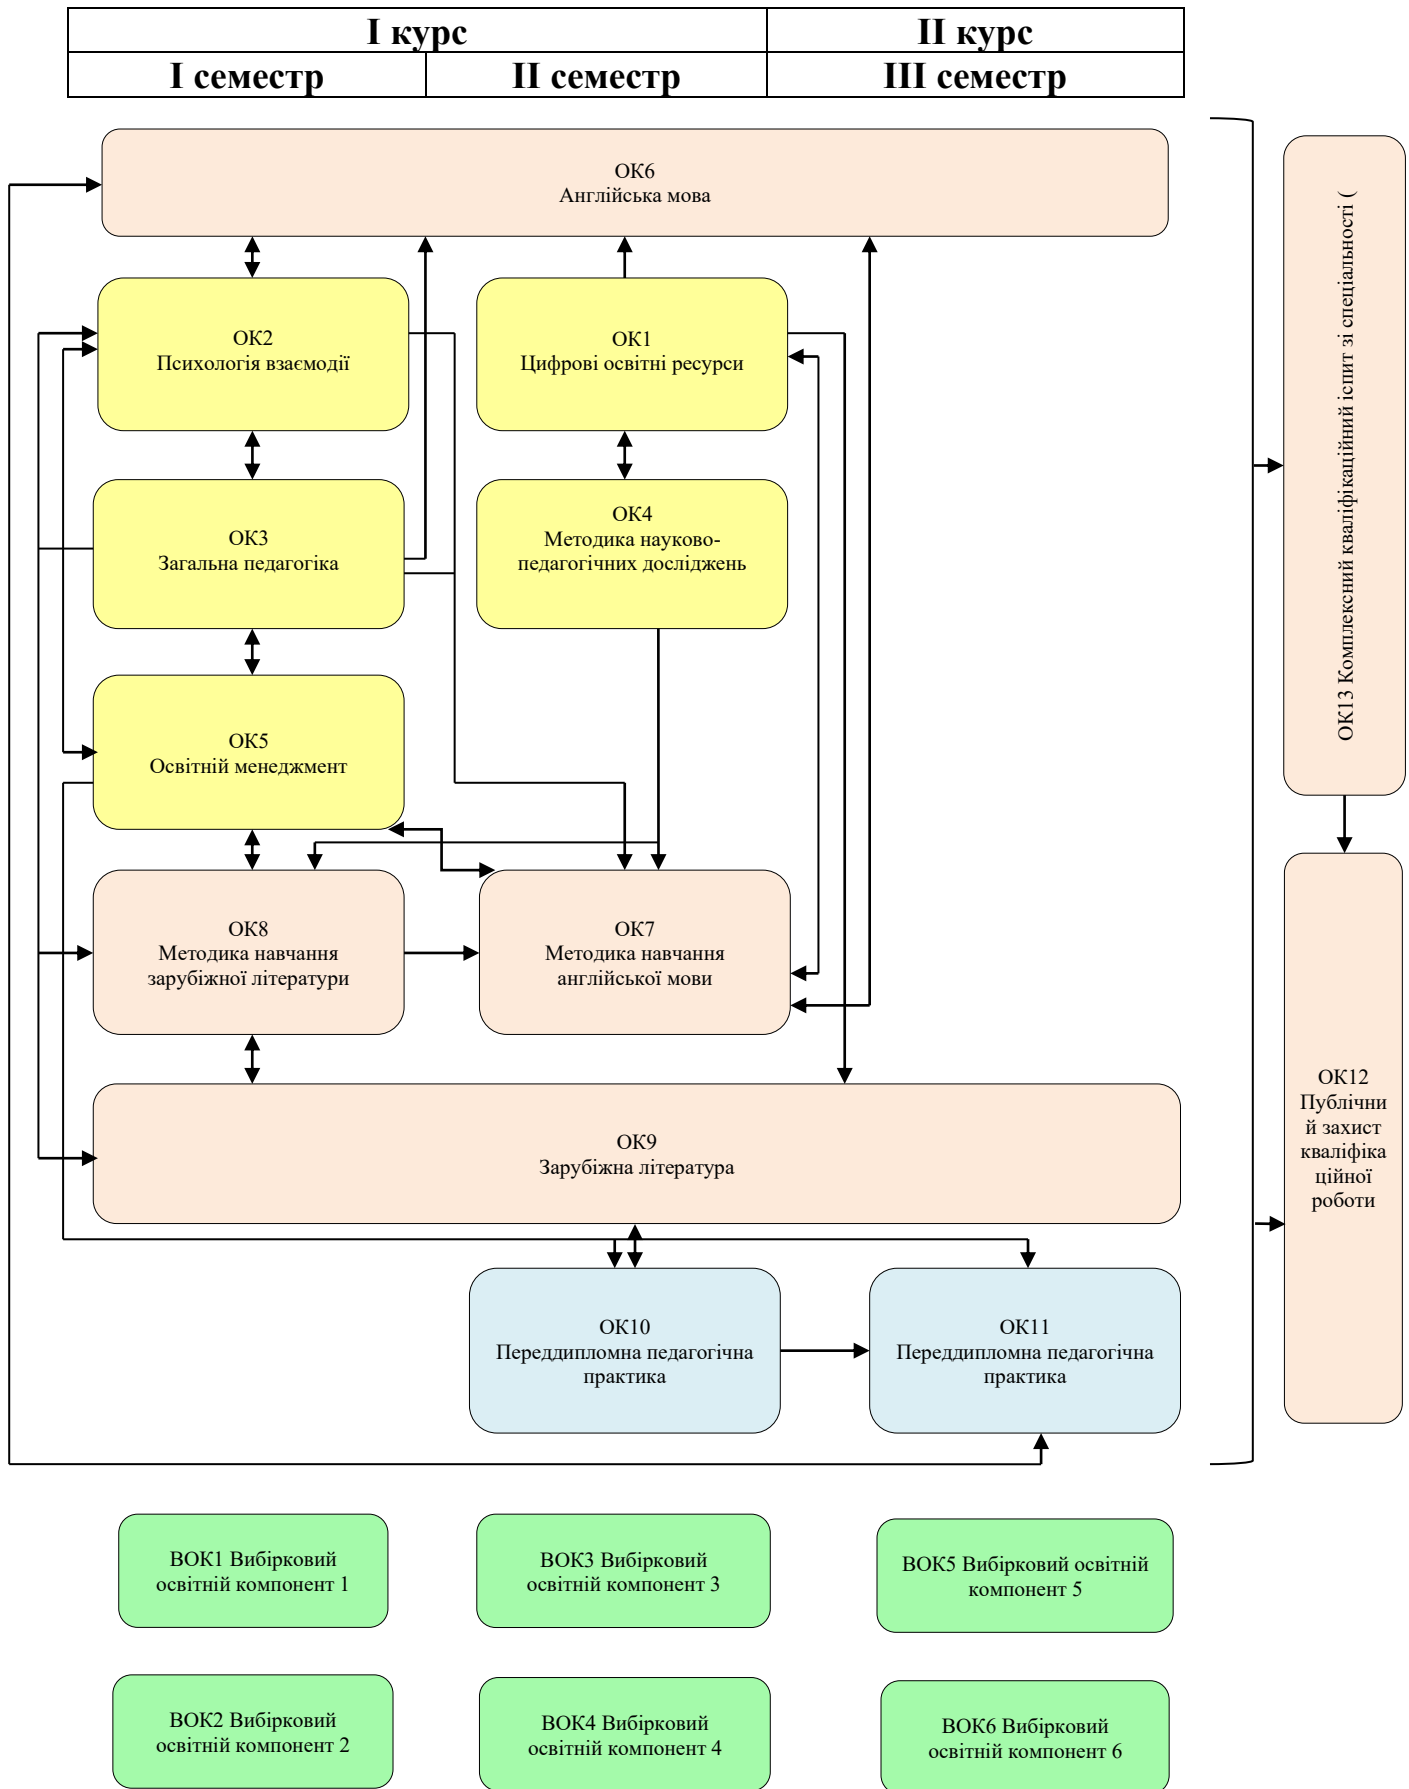 І курс
ІІ курс
І семестр
ІІ семестр
ІІІ семестр
ОК6
Англійська мова
ОК2
Психологія взаємодії
ОК1
Цифрові освітні ресурси
ОК3
Загальна педагогіка
ОК4
Методика науково-
педагогічних досліджень
ОК5
Освітній менеджмент
ОК8
Методика навчання
зарубіжної літератури
ОК7
Методика навчання
англійської мови
ОК9
Зарубіжна література
ОК10
Переддипломна педагогічна
практика
ОК11
Переддипломна педагогічна
практика
ОК13 Комплексний кваліфікаційний іспит зі спеціальності (
ОК12
Публічни
й захист
кваліфіка
ційної
роботи
ВОК1 Вибірковий
освітній компонент 1
ВОК3 Вибірковий
освітній компонент 3
ВОК5 Вибірковий освітній
компонент 5
ВОК2 Вибірковий
освітній компонент 2
ВОК4 Вибірковий
освітній компонент 4
ВОК6 Вибірковий
освітній компонент 6